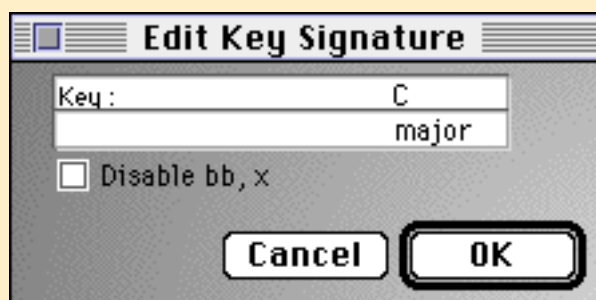 Edit Key Signature
Key : C
major
Disable bb, x
Cancel OK